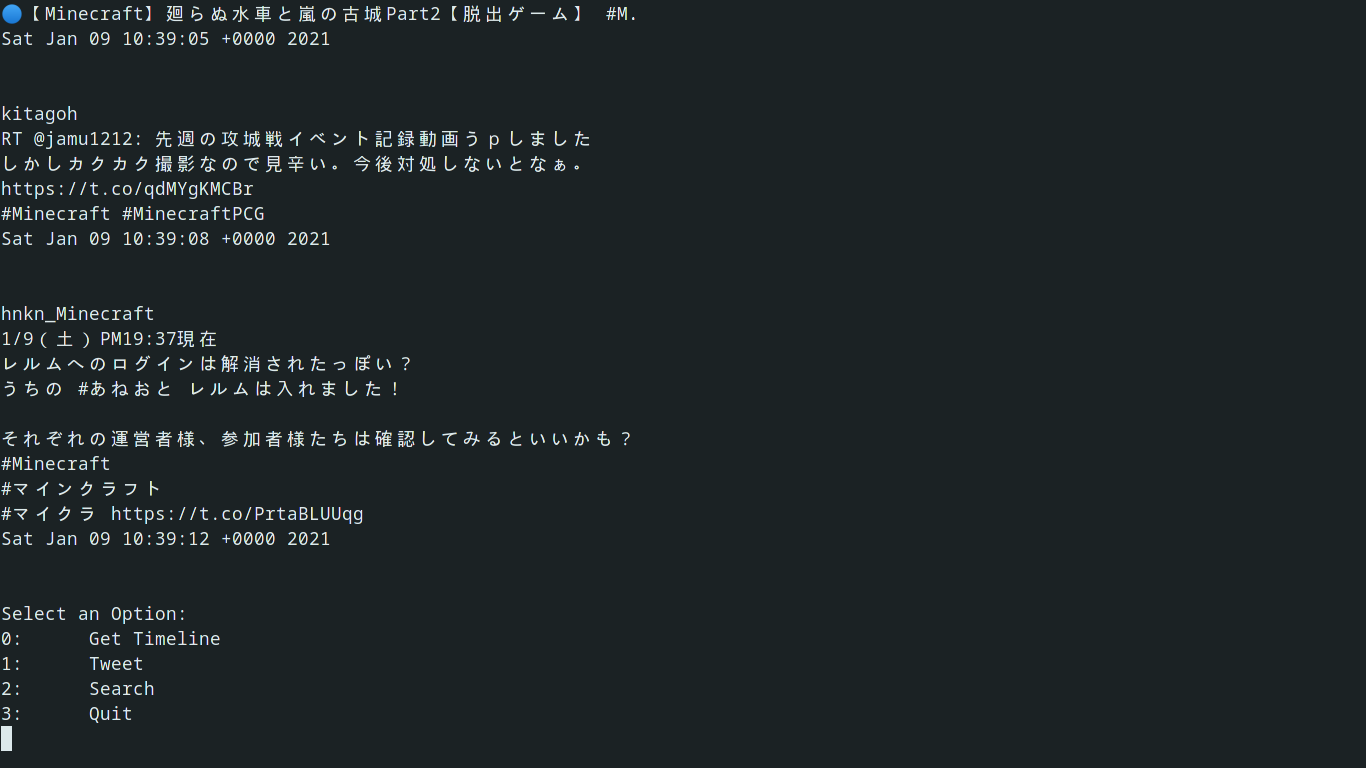 🔵【Minecraft】廻らぬ水車と嵐の古城Part2【脱出ゲーム】 #M.
Sat Jan 09 10:39:05 +0000 2021
kitagoh
RT @jamu1212: 先週の攻城戦イベント記録動画うｐしました
しかしカクカク撮影なので見辛い。今後対処しないとなぁ。
https://t.co/qdMYgKMCBr
#Minecraft #MinecraftPCG
Sat Jan 09 10:39:08 +0000 2021
hnkn_Minecraft
1/9（土）PM19:37現在
レルムへのログインは解消されたっぽい？
うちの #あねおと レルムは入れました！
それぞれの運営者様、参加者様たちは確認してみるといいかも？
#Minecraft
#マインクラフト
#マイクラ https://t.co/PrtaBLUUqg
Sat Jan 09 10:39:12 +0000 2021
Select an Option:
0: Get Timeline
1: Tweet
2: Search
3: Quit